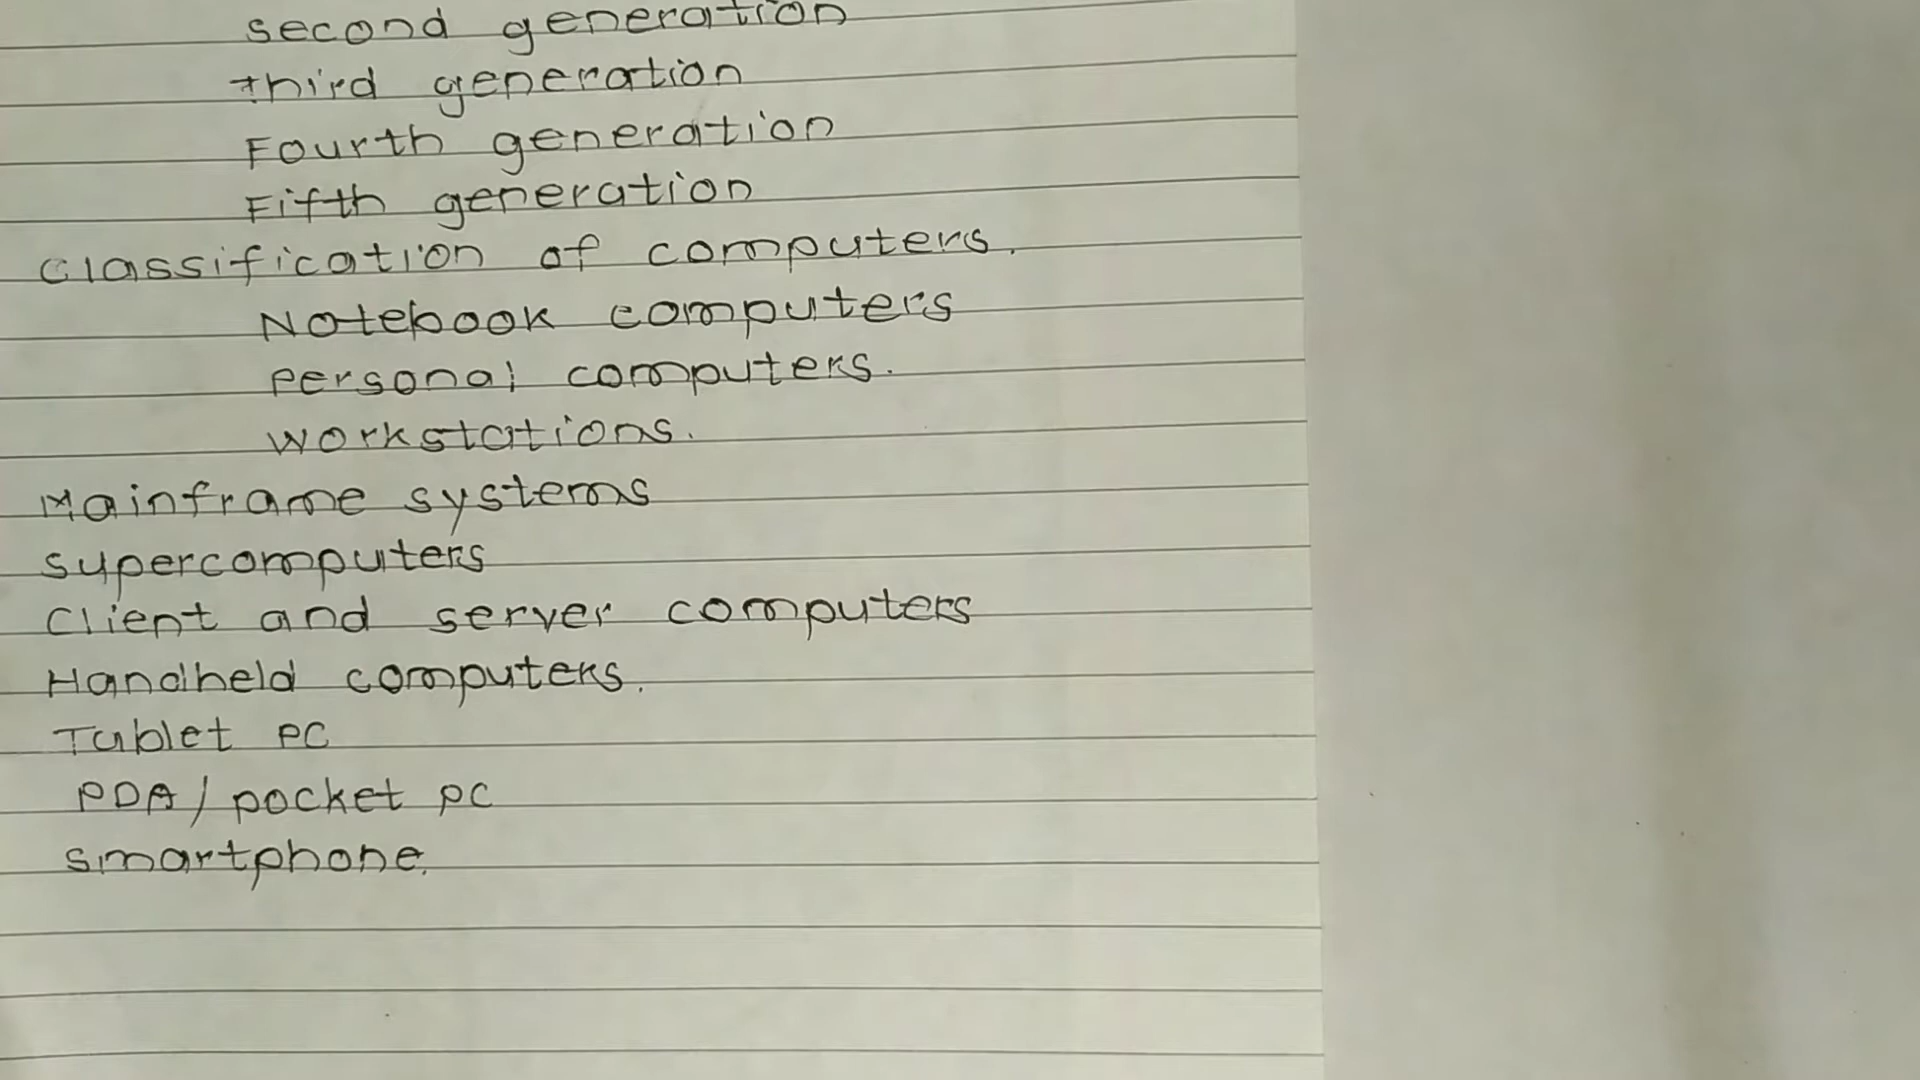 second generation
third generation
Fourth generation
Fifth generation
Classification of computers.
Notebook computers
Personal computers.
Workstations.
Mainframe systems
Supercomputers
Client and server computers
Handheld computers.
Tablet PC
PDA/pocket PC
Smartphone.